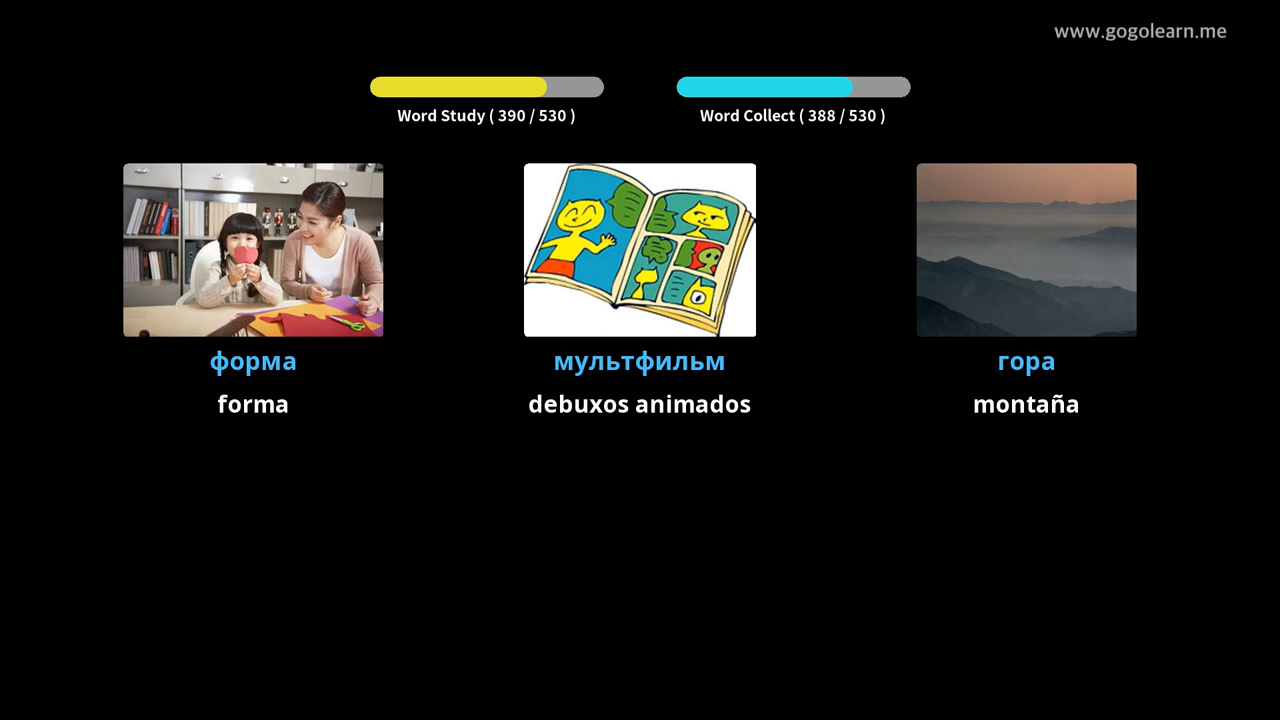 www.gogolearn.me
Word Study ( 390 / 530 )
Word Collect ( 388 / 530 )
форма
мультфильм
гора
forma
debuxos animados
montaña